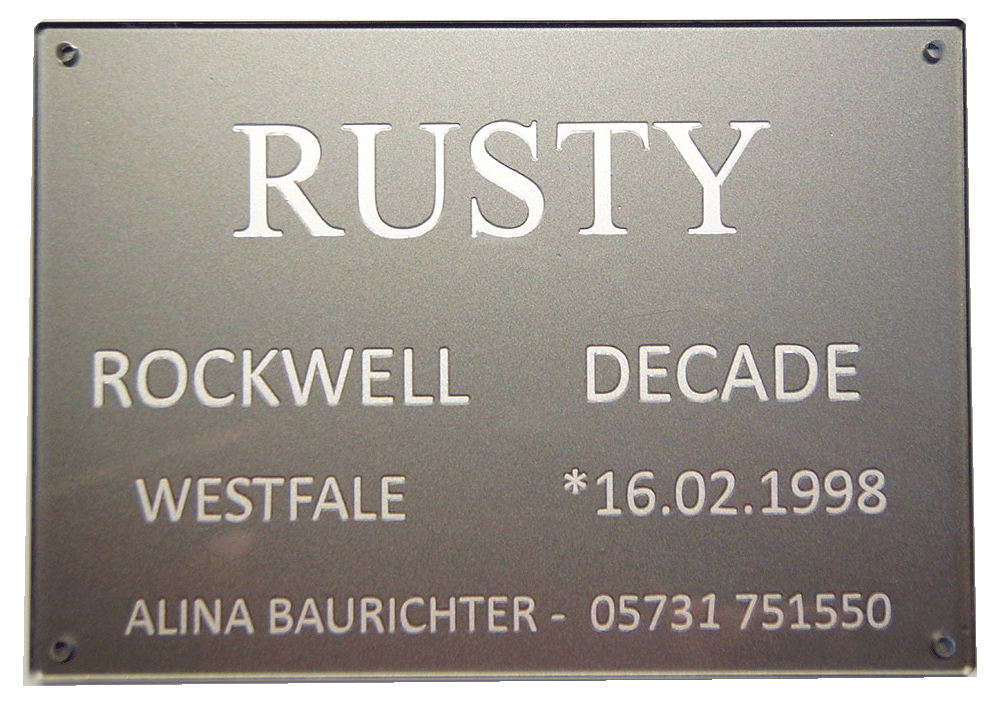 RUSTY
ROCKWELL DECADE
WESTFALE *16.02.1998
ALINA BAURICHTER - 05731 751550